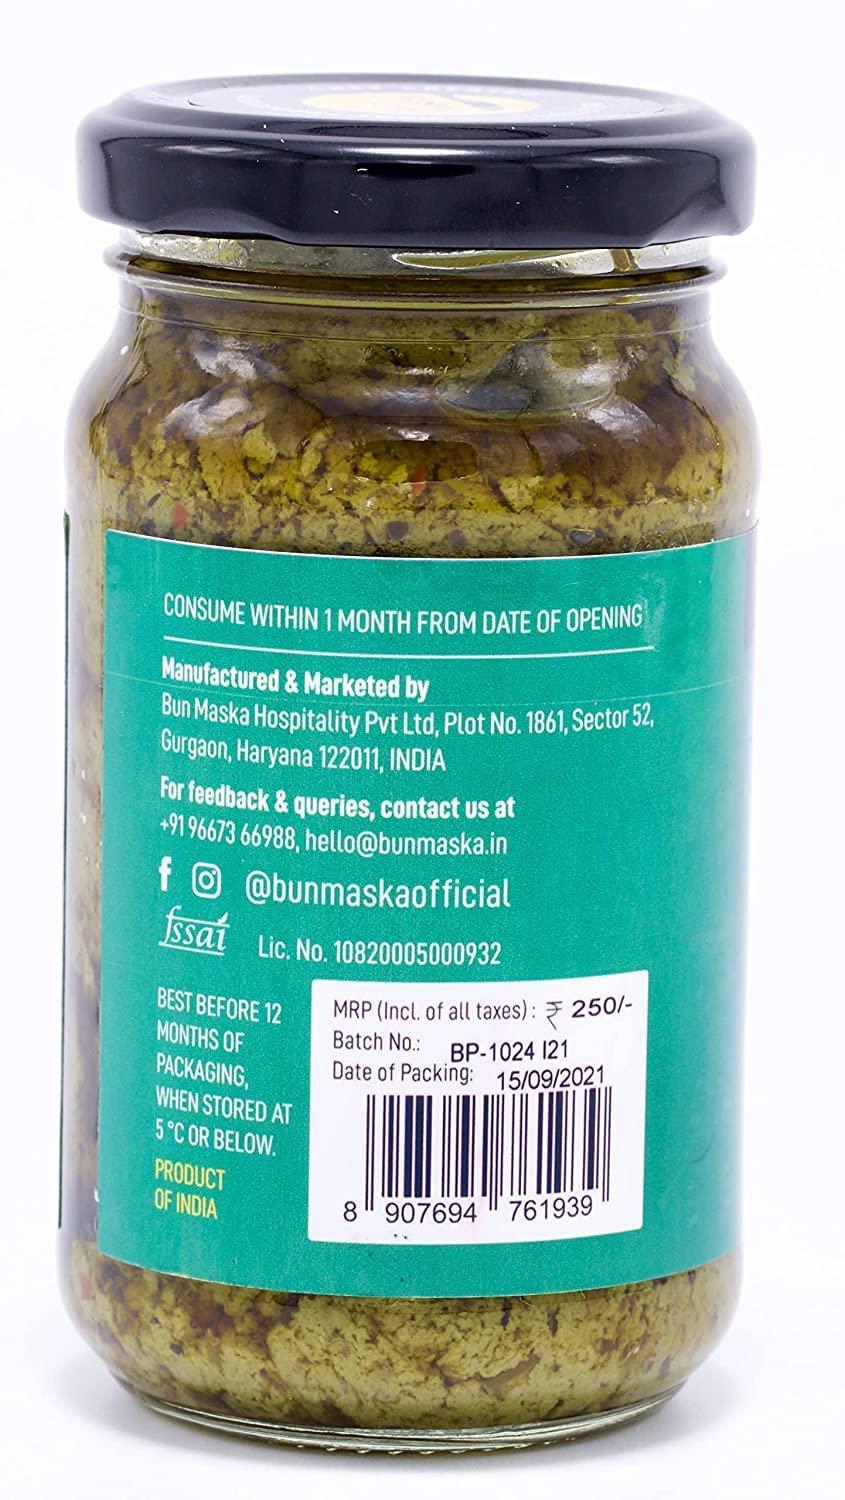 CONSUME WITHIN 1 MONTH FROM DATE OF OPENING
Manufactured & Marketed by
Bun Maska Hospitality Pvt Ltd, Plot No. 1861, Sector 52,
Gurgaon, Haryana 122011, INDIA
For feedback & queries, contact us at
+91 96673 66988, hello@bunmaska.in
f @bunmaskaofficial
fssai Lic. No. 10820005000932
BEST BEFORE 12
MONTHS OF
PACKAGING,
WHEN STORED AT
5 °C OR BELOW.
PRODUCT
OF INDIA
MRP (Incl. of all taxes) : ₹ 250/-
Batch No.: BP-1024 I21
Date of Packing: 15/09/2021
8 907694 761939